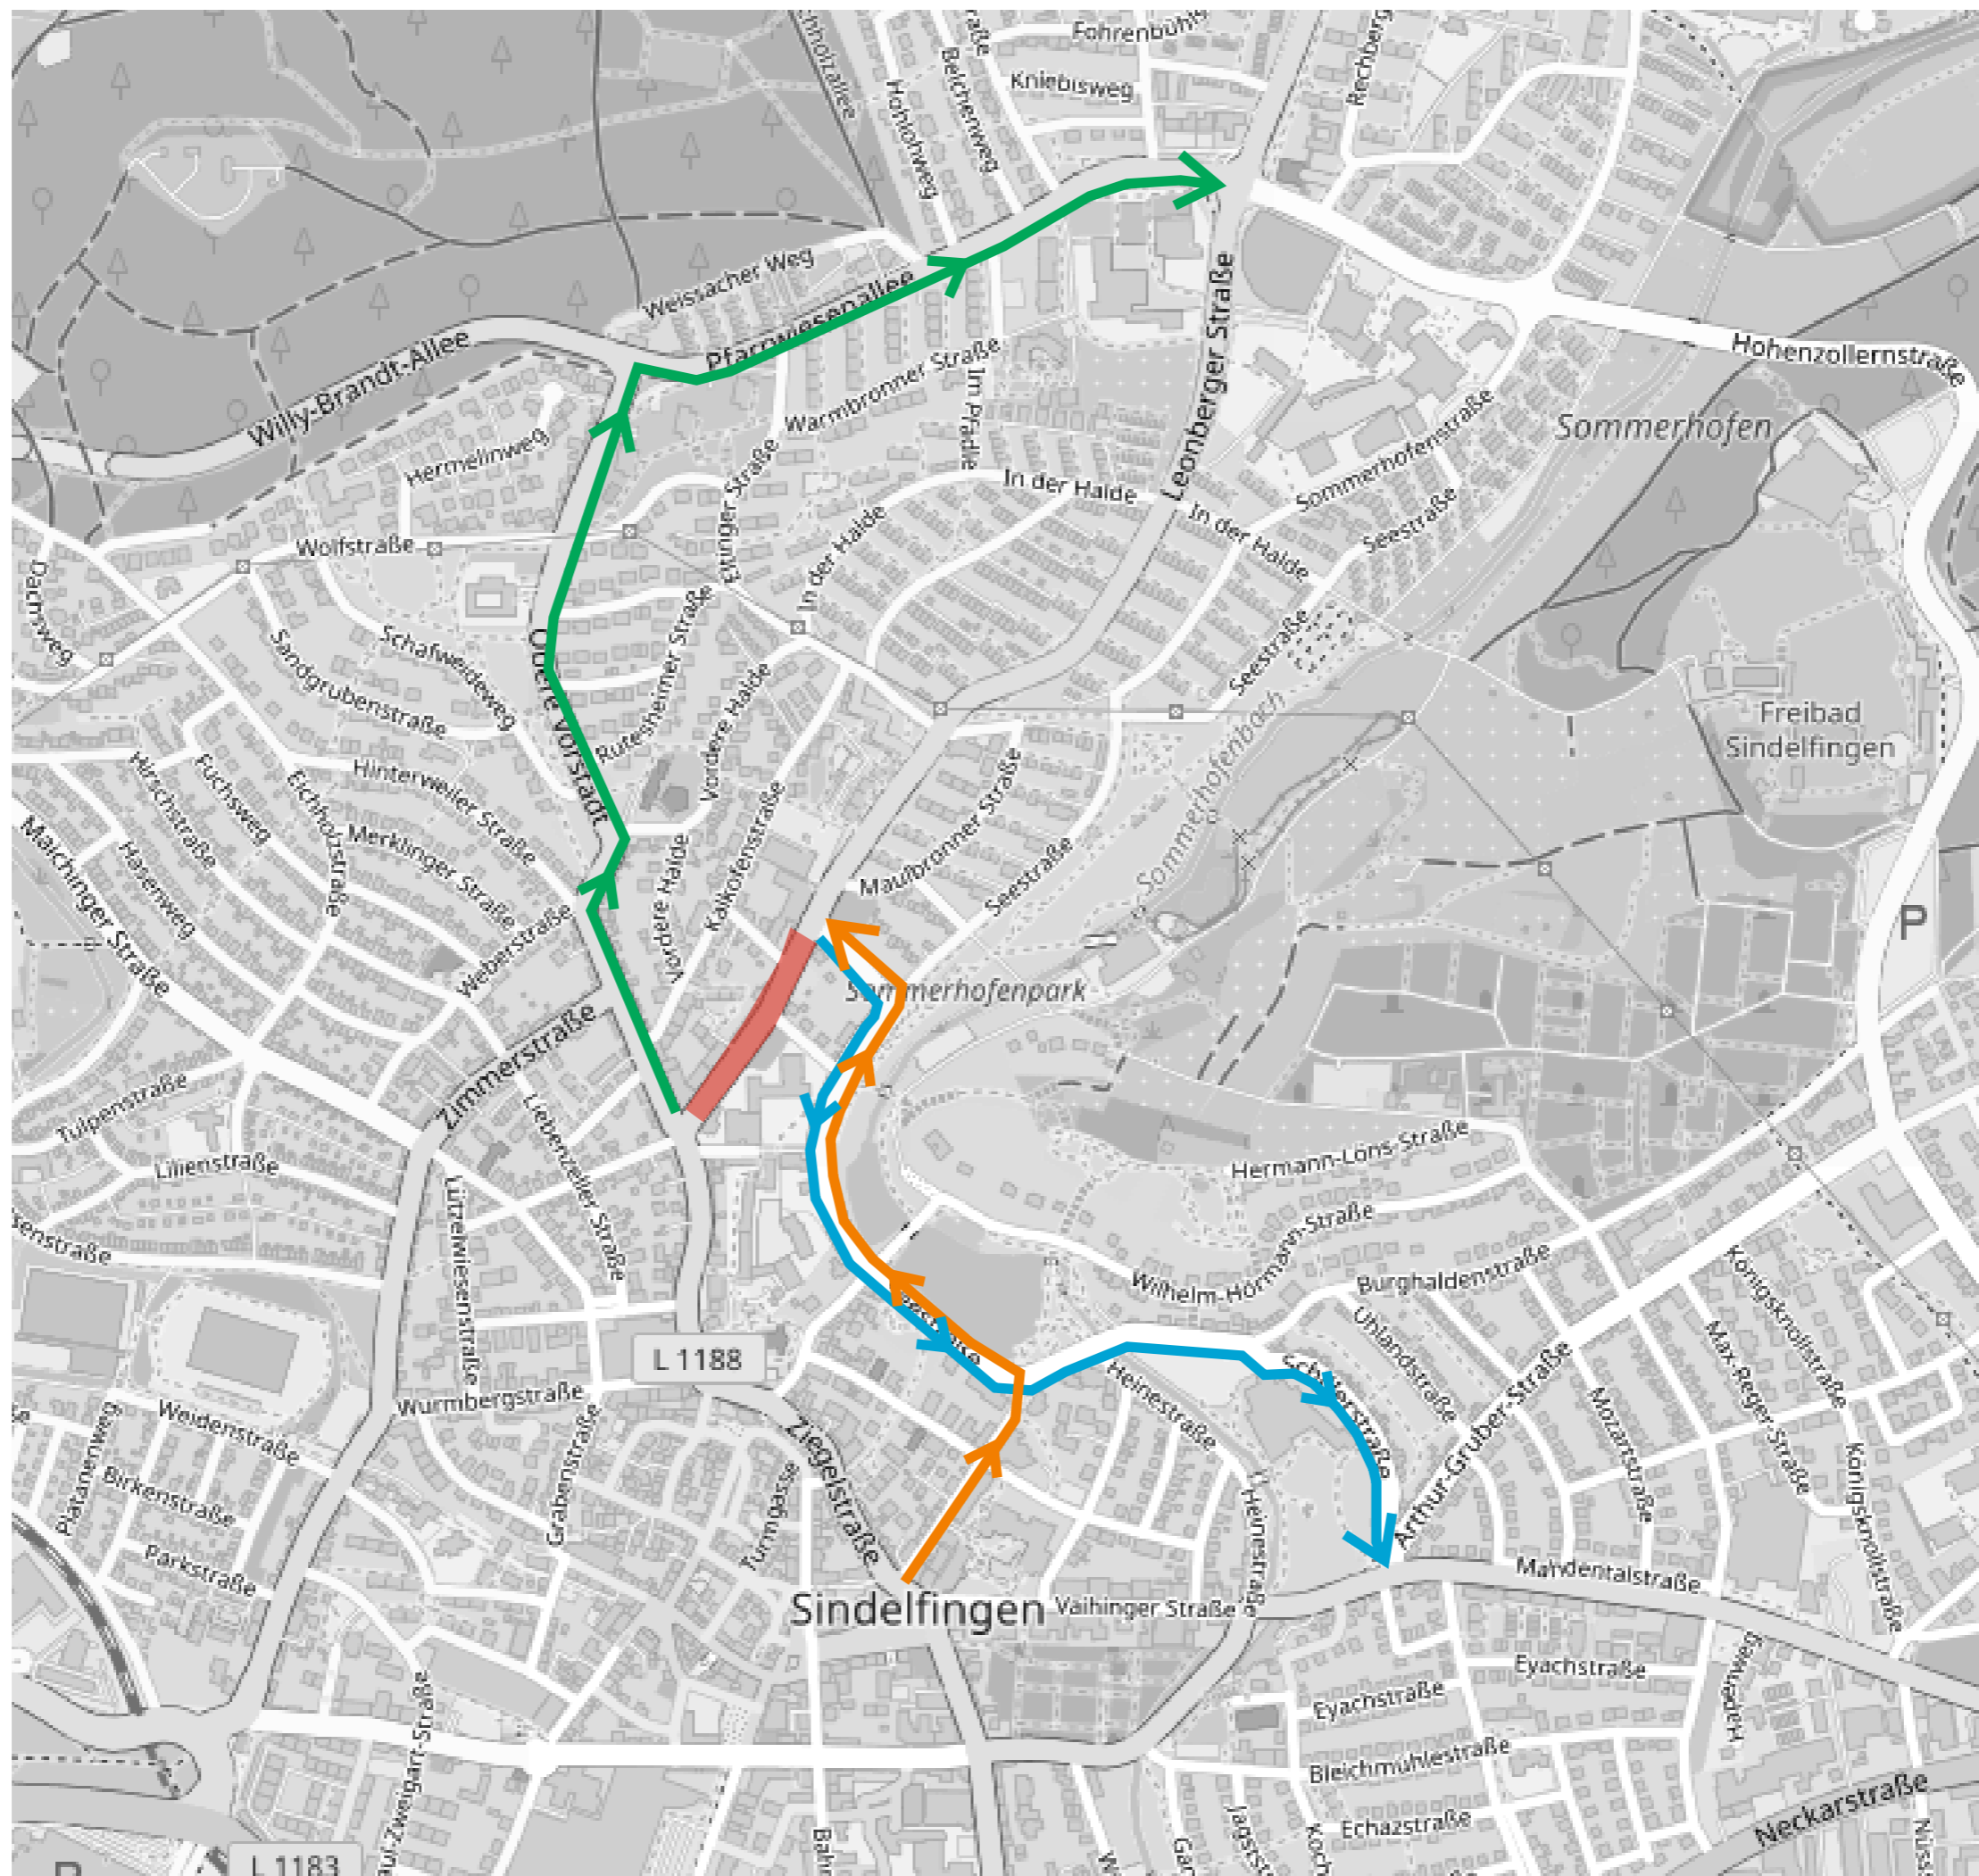 Fohrenbühls
Rechberg
Hohlohweg
Belchenweg
Kniebisweg
Weissacher Weg
Pfarrwiesenallee
Willy-Brandt-Allee
Warmbronner Straße
Im Pfädle
Leonberger Straße
Hohenzollernstraße
Sommerhofen
Hermelinweg
Sommerhofenstraße
In der Halde
In der Halde
In der Halde
Seestraße
Wolfstraße
Dachsweg
Eltinger Straße
Schafweideweg
Sandgrubenstraße
Obere Vorstadt
Rutesheimer Straße
Vordere Halde
Seestraße
Sommerhofenbach
Freibad
Sindelfingen
Hirschstraße
Fuchsweg
Hinterweiler Straße
Eichholzstraße
Merklinger Straße
Maichinger Straße
Hasenweg
Weberstraße
Vordere Halde
Kalkofenstraße
Maulbronner Straße
Seestraße
P
Sommerhofenpark
Zimmerstraße
Tulpenstraße
Lilienstraße
senstraße
Lützelwiesenstraße
Liebenzeller Straße
Hermann-Löns-Straße
Wilhelm-Hörmann-Straße
Burghaldenstraße
Königsknollstraße
L 1188
Uhlandstraße
Max-Reger-Straße
Schillerstraße
Heinestraße
Arthur-Gruber-Straße
Mozartstraße
Königsknollstraße
Wurmbergstraße
Weidenstraße
Platanenweg
Birkenstraße
Parkstraße
Grabenstraße
Turmgasse
Ziegelstraße
Heinestraße
Sindelfingen
Vaihinger Straße
Mahdentalstraße
Eyachstraße
Eyachstraße
Hagebenweg
Bleichmühlestraße
Echazstraße
Neckarstraße
L 1183